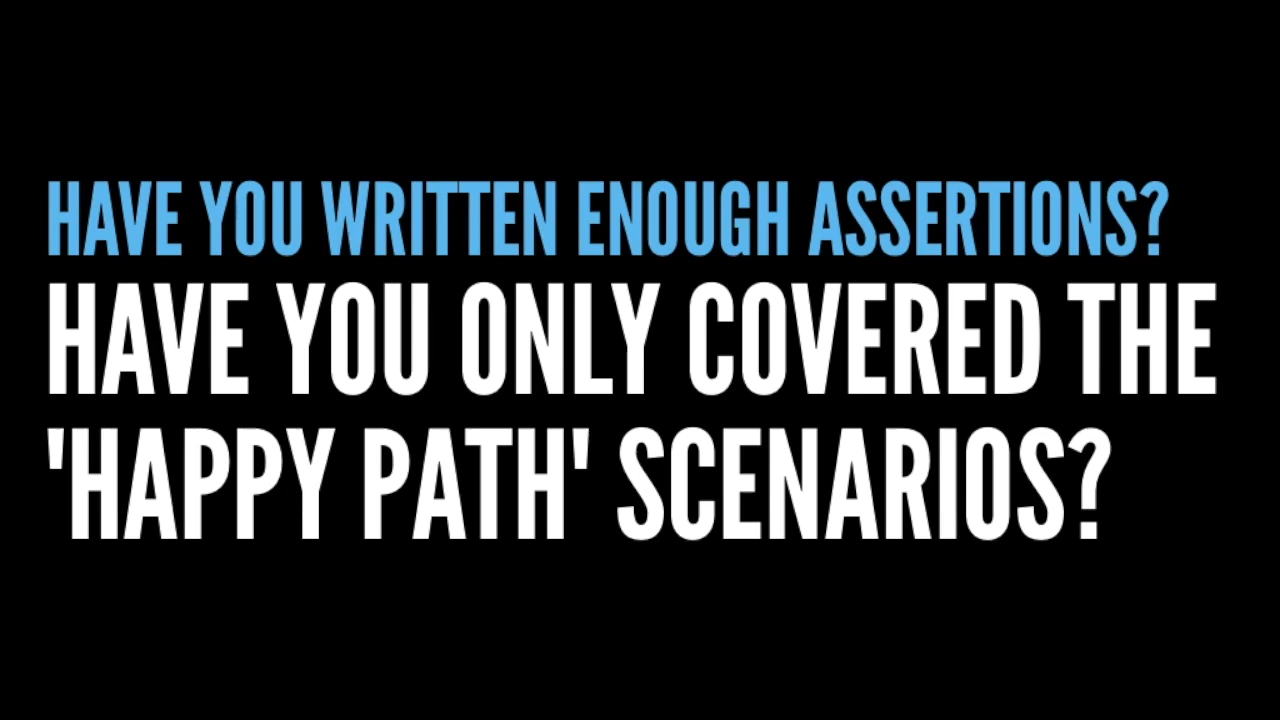 HAVE YOU WRITTEN ENOUGH ASSERTIONS?
HAVE YOU ONLY COVERED THE
'HAPPY PATH' SCENARIOS?